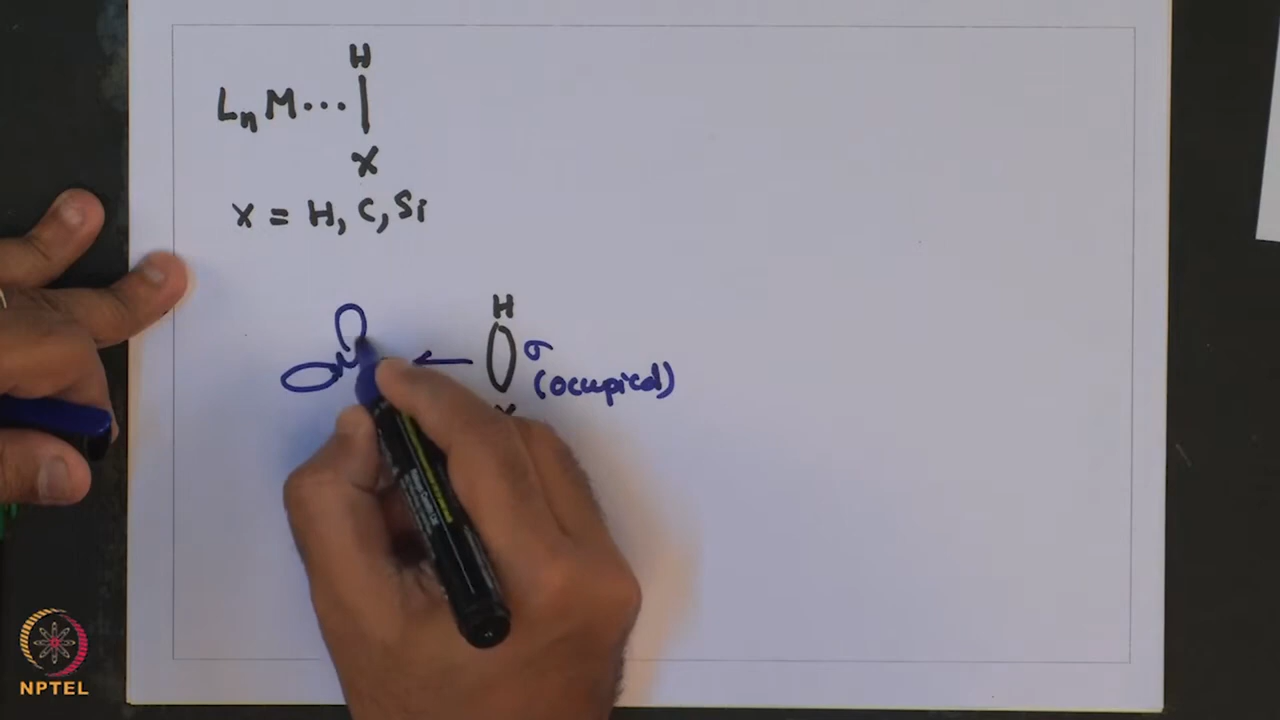 H
LnM...|
X
X = H, C, Si
H
σ
(occupied)
NPTEL